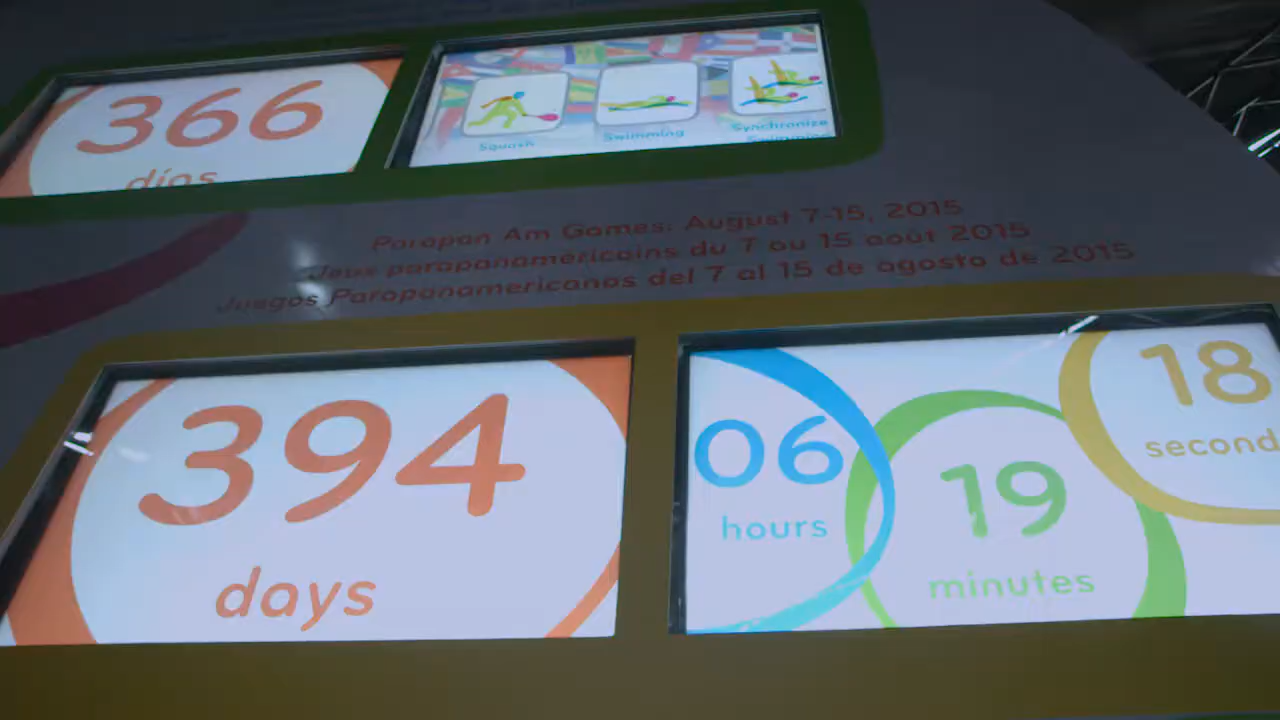 366
días
Squash
Swimming
Synchronize
Swimming
Parapan Am Games: August 7-15, 2015
Jeux parapanaméricains du 7 au 15 août 2015
Juegos Parapanamericanos del 7 al 15 de agosto de 2015
394
days
06
hours
19
minutes
18
second